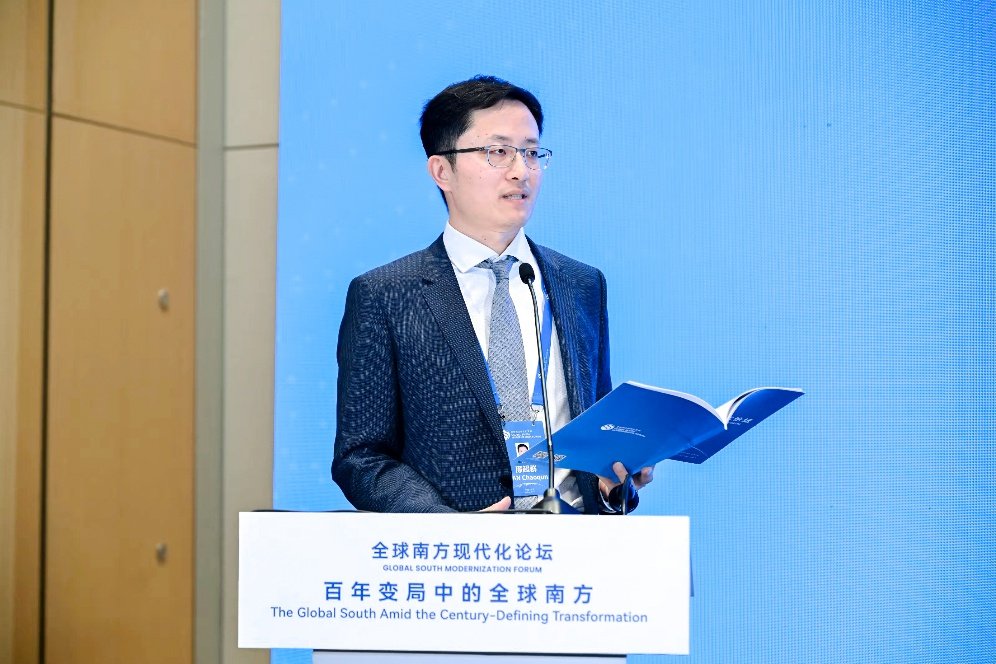 全球南方现代化论坛
GLOBAL SOUTH MODERNIZATION FORUM
百年变局中的全球南方
The Global South Amid the Century-Defining Transformation